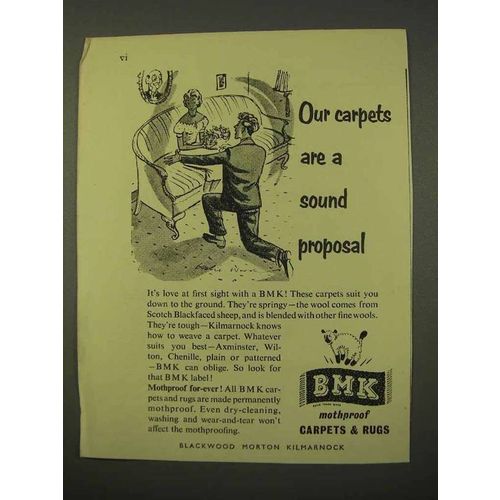 vi
Our carpets
are a
sound
proposal
It's love at first sight with a BMK! These carpets suit you
down to the ground. They're springy—the wool comes from
Scotch Blackfaced sheep, and is blended with other fine wools.
They're tough—Kilmarnock knows
how to weave a carpet. Whatever
suits you best—Axminster, Wil-
ton, Chenille, plain or patterned
—BMK can oblige. So look for
that BMK label!
Mothproof for-ever! All BMK car-
pets and rugs are made permanently
mothproof. Even dry-cleaning,
washing and wear-and-tear won't
affect the mothproofing.
BMK
mothproof
CARPETS & RUGS
BLACKWOOD MORTON KILMARNOCK